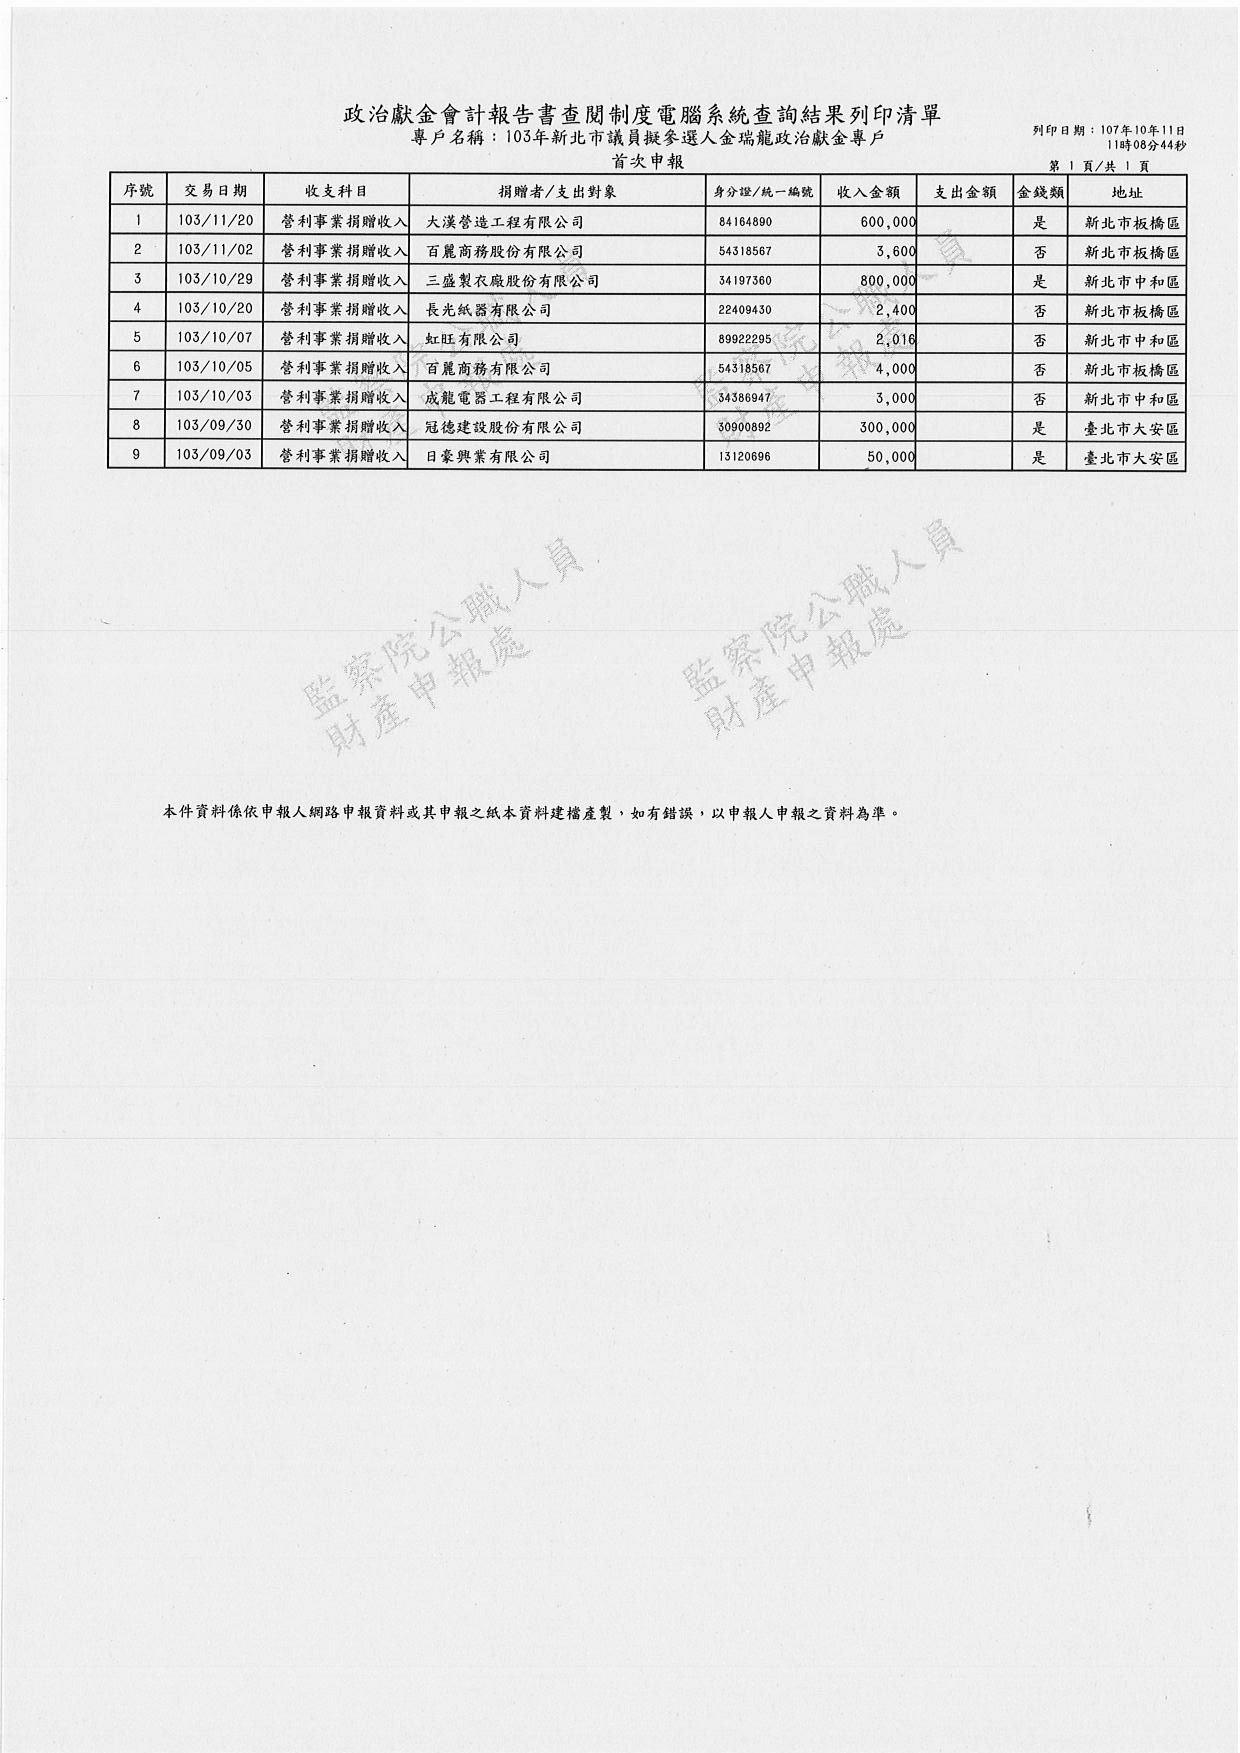 政治獻金會計報告書查閱制度電腦系統查詢結果列印清單
專戶名稱：103年新北市議員擬參選人金瑞龍政治獻金專戶
列印日期：107年10年11日
11時08分44秒
首次申報
第 1 頁/共 1 頁
序號 交易日期 收支科目 捐贈者/支出對象 身分證/統一編號 收入金額 支出金額 金錢類 地址
1 103/11/20 營利事業捐贈收入 大漢營造工程有限公司 84164890 600,000 是 新北市板橋區
2 103/11/02 營利事業捐贈收入 百麗商務股份有限公司 54318567 3,600 否 新北市板橋區
3 103/10/29 營利事業捐贈收入 三盛製衣廠股份有限公司 34197360 800,000 是 新北市中和區
4 103/10/20 營利事業捐贈收入 長光紙器有限公司 22409430 2,400 否 新北市板橋區
5 103/10/07 營利事業捐贈收入 虹旺有限公司 89922295 2,016 否 新北市中和區
6 103/10/05 營利事業捐贈收入 百麗商務有限公司 54318567 4,000 否 新北市板橋區
7 103/10/03 營利事業捐贈收入 成龍電器工程有限公司 34386947 3,000 否 新北市中和區
8 103/09/30 營利事業捐贈收入 冠德建設股份有限公司 30900892 300,000 是 臺北市大安區
9 103/09/03 營利事業捐贈收入 日豪興業有限公司 13120696 50,000 是 臺北市大安區
監察院公職人員
財產申報處
監察院公職人員
財產申報處
監察院公職人員
財產申報處
監察院公職人員
財產申報處
本件資料係依申報人網路申報資料或其申報之紙本資料建檔產製，如有錯誤，以申報人申報之資料為準。